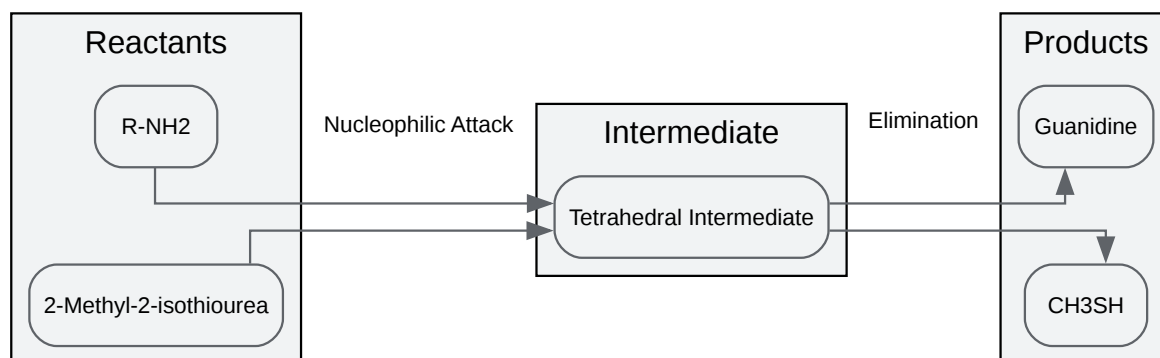 Reactants
R-NH2
2-Methyl-2-isothiourea
Nucleophilic Attack
Intermediate
Tetrahedral Intermediate
Elimination
Products
Guanidine
CH3SH